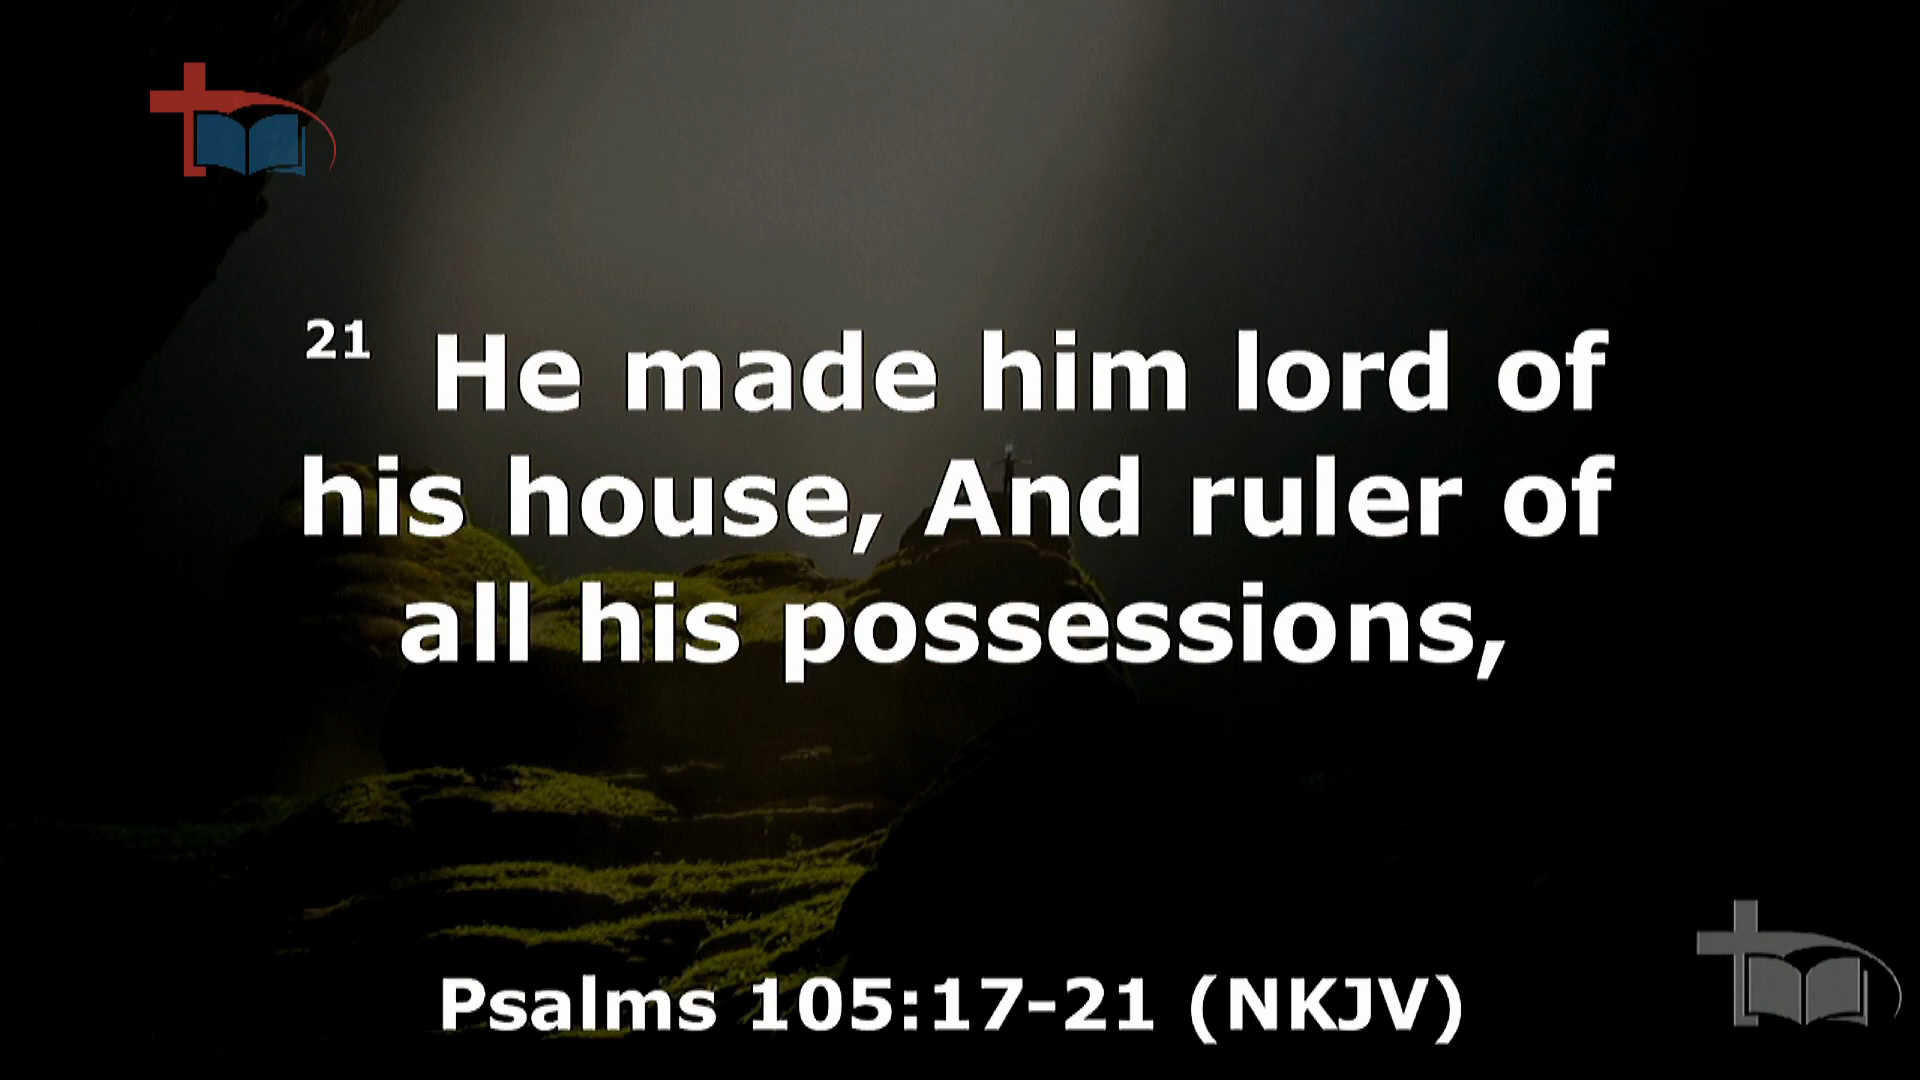 21 He made him lord of
his house, And ruler of
all his possessions,
Psalms 105:17-21 (NKJV)